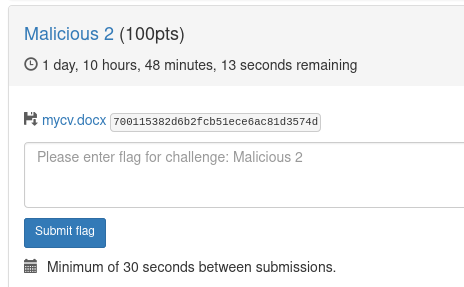 Malicious 2 (100pts)
1 day, 10 hours, 48 minutes, 13 seconds remaining
mycv.docx 700115382d6b2fcb51ece6ac81d3574d
Please enter flag for challenge: Malicious 2
Submit flag
Minimum of 30 seconds between submissions.